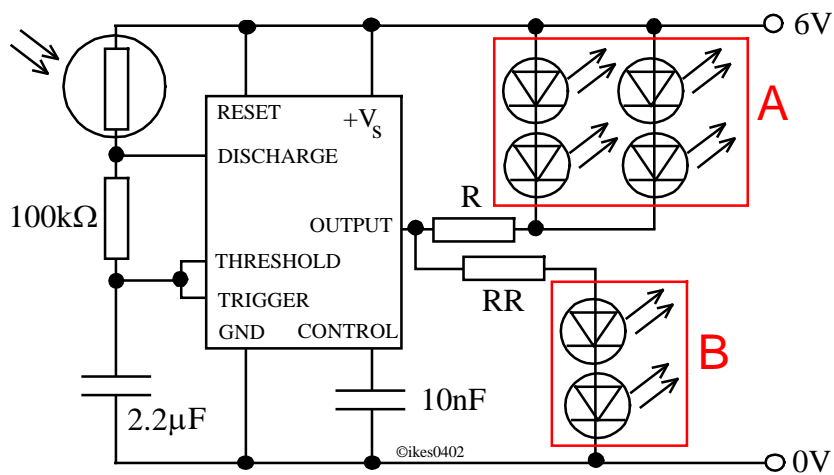 6V
RESET
+VS
A
DISCHARGE
100kΩ
R
OUTPUT
THRESHOLD
RR
TRIGGER
GND
CONTROL
B
2.2μF
10nF
©ikes0402
0V